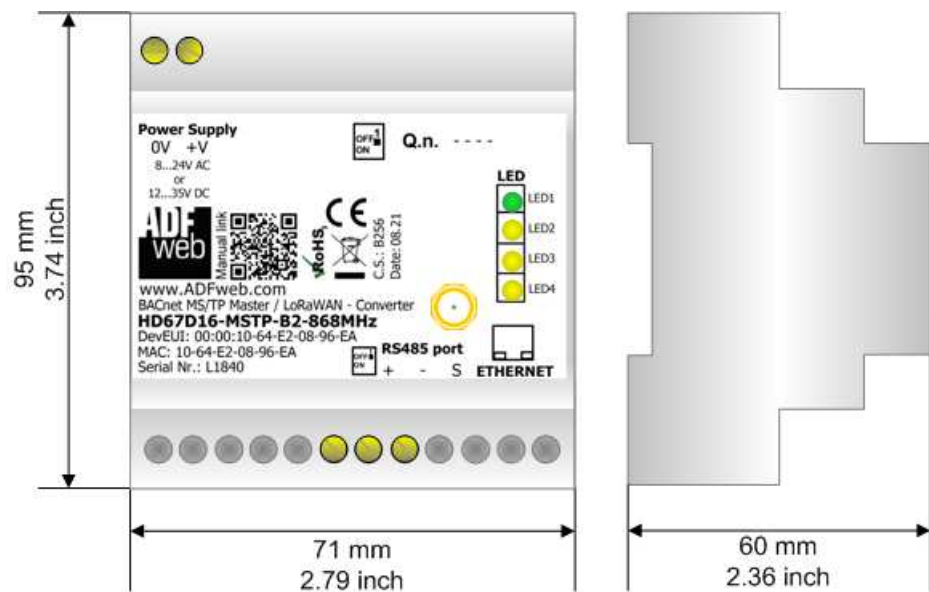 95 mm
3.74 inch
Power Supply
0V +V
8...24V AC
or
12...35V DC
OFF 1
ON
Q.n. - - - -
LED
LED1
LED2
LED3
LED4
ADF
web
Manual link
RoHS
CE
C.S.: B256
Date: 08.21
www.ADFweb.com
BACnet MS/TP Master / LoRaWAN - Converter
HD67D16-MSTP-B2-868MHz
DevEUI: 00:00:10-64-E2-08-96-EA
MAC: 10-64-E2-08-96-EA
Serial Nr.: L1840
OFF 1
ON
RS485 port
+ - S
ETHERNET
71 mm
2.79 inch
60 mm
2.36 inch